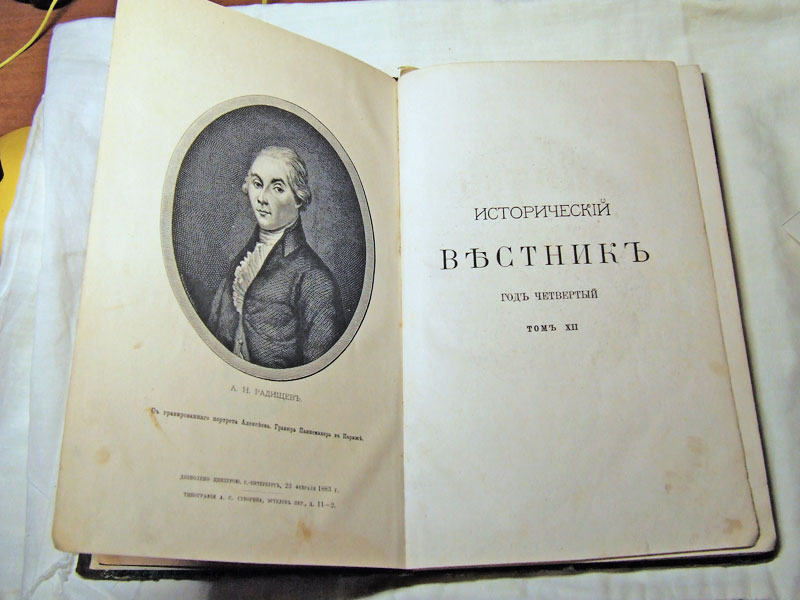 А. Н. РАДИЩЕВЪ.
Съ гравированнаго портрета Алексѣева. Гравюра Паннемакера въ Парижѣ.
ДОЗВОЛЕНО ЦЕНЗУРОЮ, С.-ПЕТЕРБУРГЪ, 23 ФЕВРАЛЯ 1883 г.
ТИПОГРАФІЯ А. С. СУВОРИНА, ЭРТЕЛЕВЪ ПЕР., Д. 11—2.
ИСТОРИЧЕСКІЙ
ВѢСТНИКЪ
ГОДЪ ЧЕТВЕРТЫЙ
ТОМЪ XII